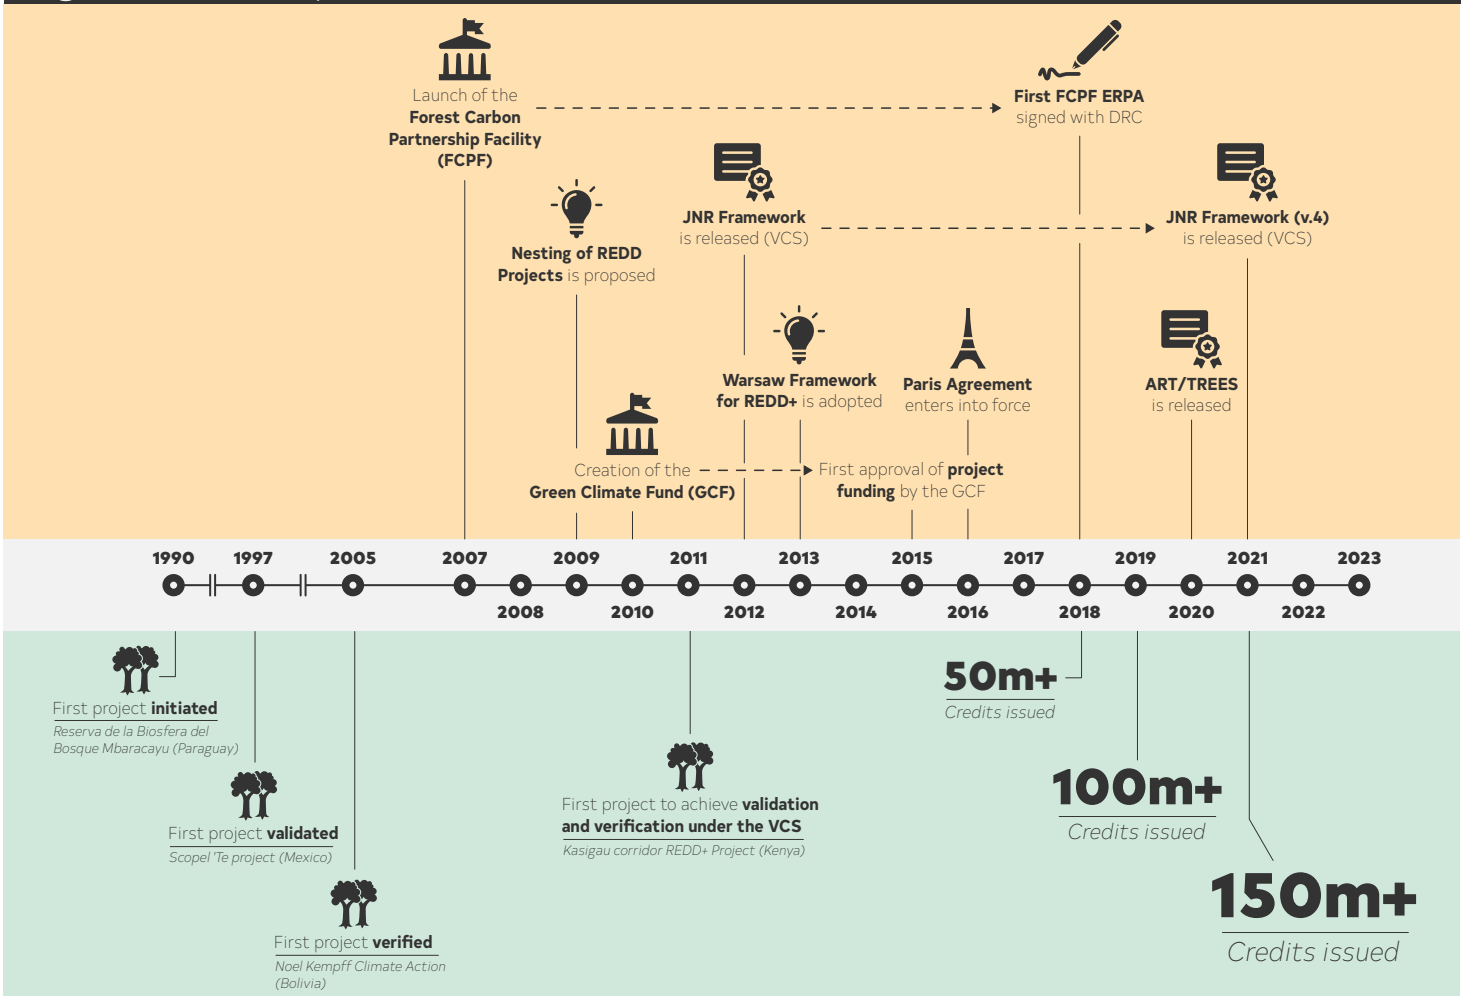 Launch of the
Forest Carbon
Partnership Facility
(FCPF)
First FCPF ERPA
signed with DRC
Nesting of REDD
Projects is proposed
JNR Framework
is released (VCS)
JNR Framework (v.4)
is released (VCS)
Warsaw Framework
for REDD+ is adopted
Paris Agreement
enters into force
ART/TREES
is released
Creation of the
Green Climate Fund (GCF)
First approval of project
funding by the GCF
1990 1997 2005 2007 2009 2011 2013 2015 2017 2019 2021 2023
2008 2010 2012 2014 2016 2018 2020 2022
First project initiated
Reserva de la Biosfera del
Bosque Mbaracayu (Paraguay)
First project validated
Scopel 'Te project (Mexico)
First project verified
Noel Kempff Climate Action
(Bolivia)
First project to achieve validation
and verification under the VCS
Kasigau corridor REDD+ Project (Kenya)
50m+
Credits issued
100m+
Credits issued
150m+
Credits issued